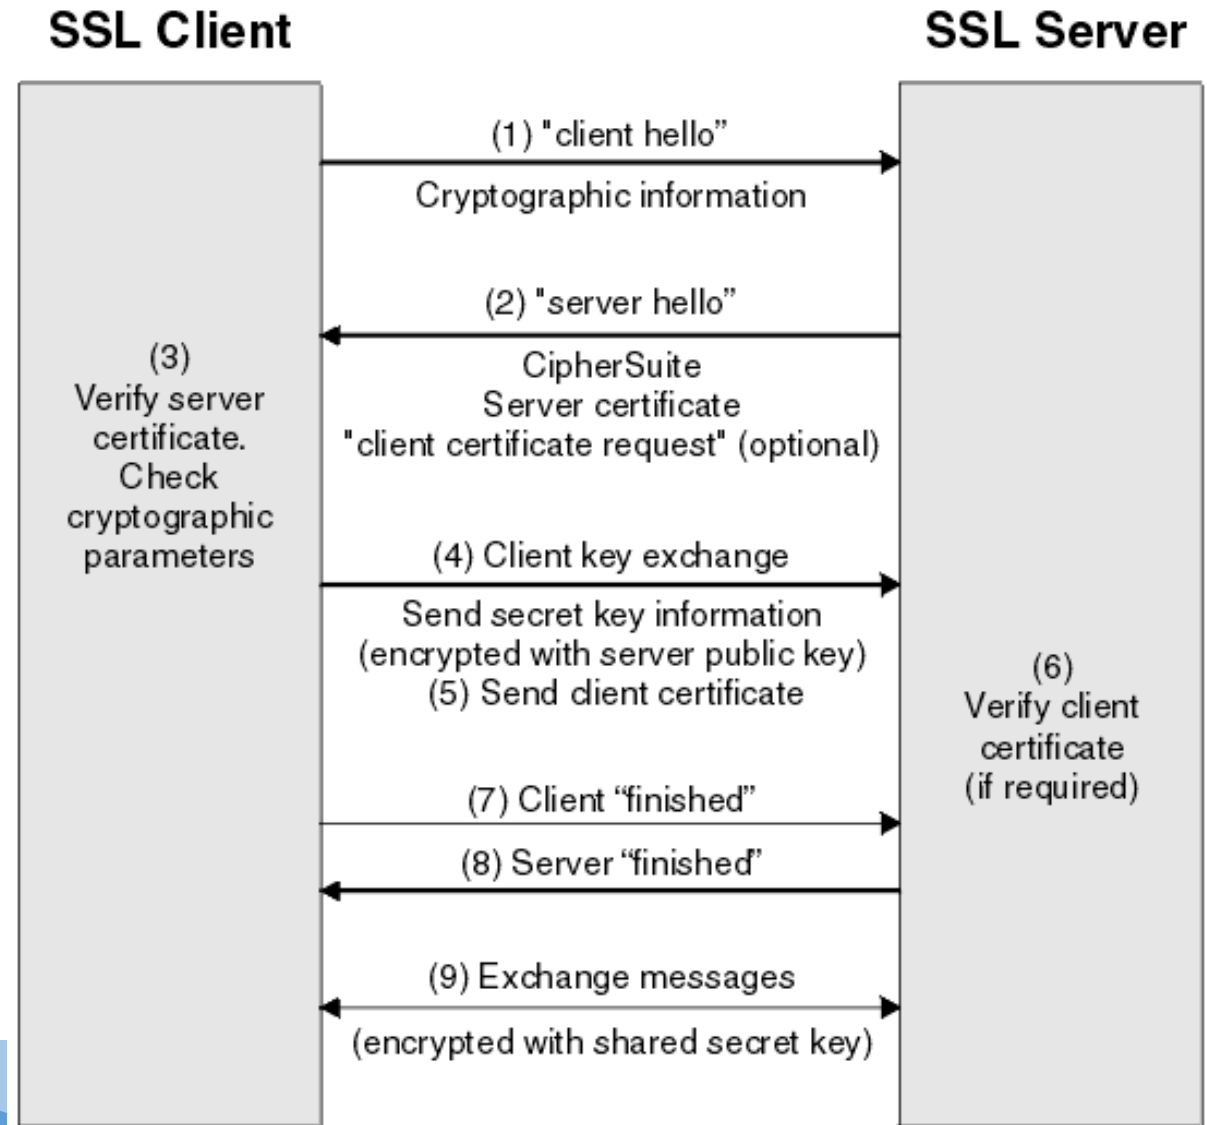 SSL Client
SSL Server
(1) "client hello”
Cryptographic information
(2) "server hello”
CipherSuite
Server certificate
"client certificate request" (optional)
(3)
Verify server
certificate.
Check
cryptographic
parameters
(4) Client key exchange
Send secret key information
(encrypted with server public key)
(5) Send client certificate
(6)
Verify client
certificate
(if required)
(7) Client “finished”
(8) Server “finished”
(9) Exchange messages
(encrypted with shared secret key)